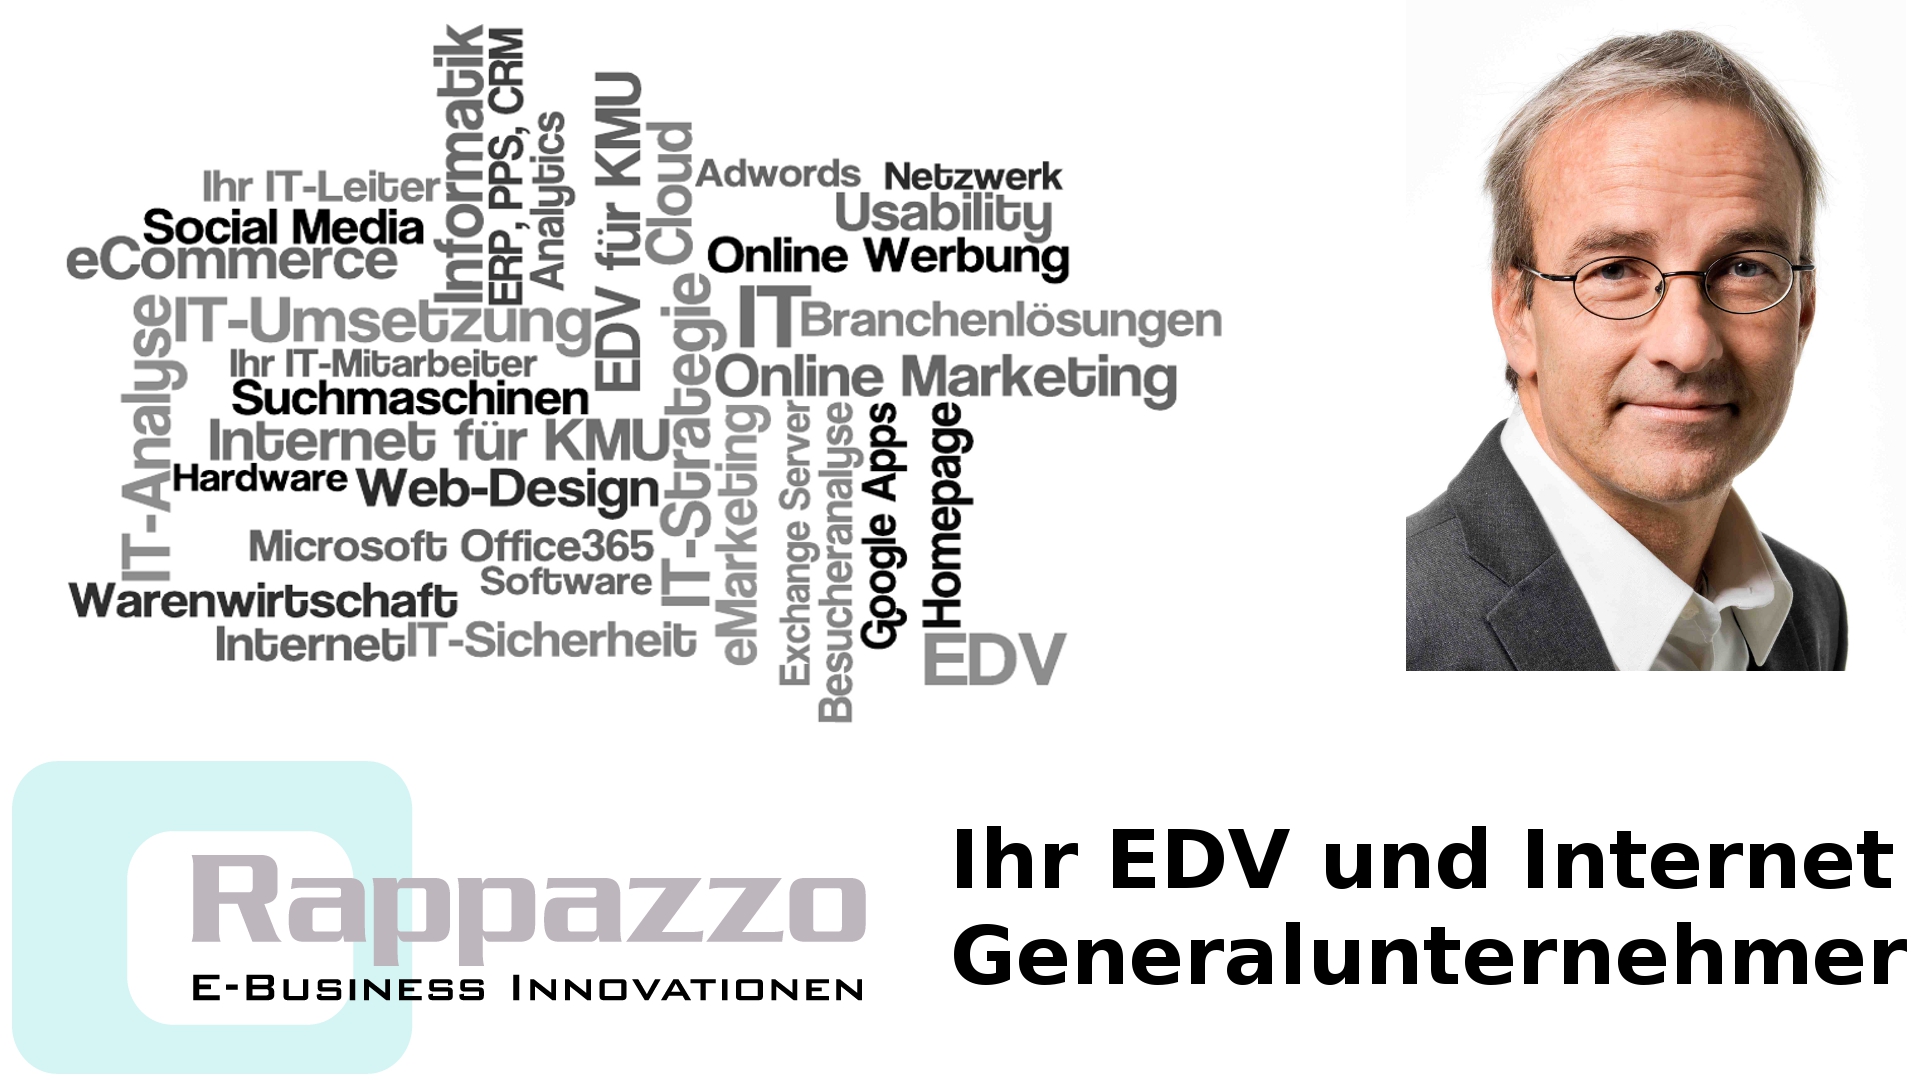 Informatik
ERP, PPS, CRM
Analytics
EDV für KMU
Cloud
Adwords
Netzwerk
Ihr IT-Leiter
Usability
Social Media
eCommerce
Online Werbung
IT-Analyse
IT-Umsetzung
IT-Strategie
IT
Branchenlösungen
Ihr IT-Mitarbeiter
Online Marketing
Suchmaschinen
Internet für KMU
Hardware
Web-Design
eMarketing
Exchange Server
Besucheranalyse
Google Apps
Homepage
Microsoft Office365
Software
Warenwirtschaft
Internet
IT-Sicherheit
EDV
Rappazzo
E-Business Innovationen
Ihr EDV und Internet
Generalunternehmer